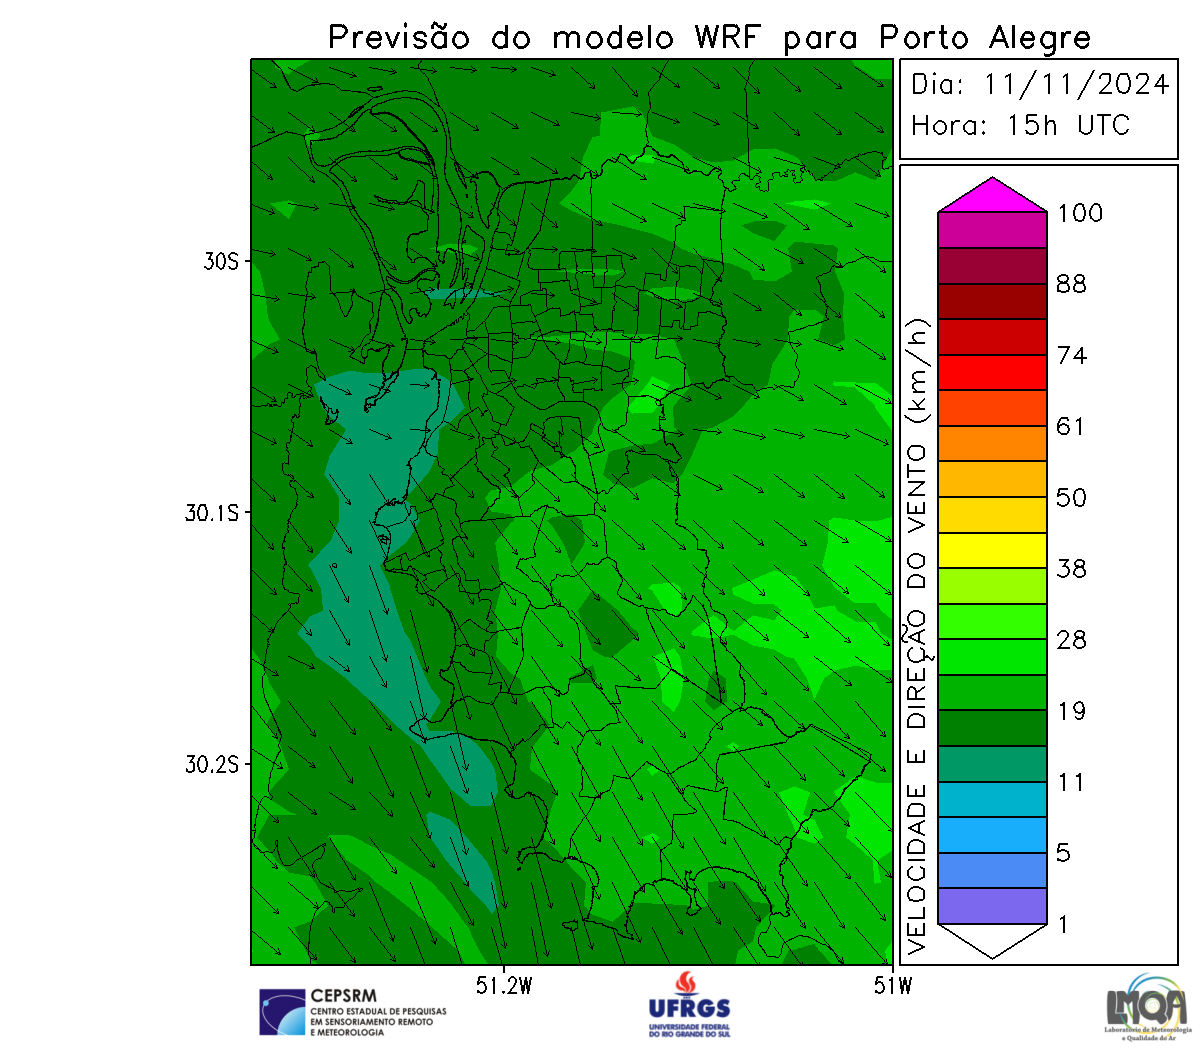 Previsão do modelo WRF para Porto Alegre
Dia: 11/11/2024
Hora: 15h UTC
30S
30.1S
30.2S
51.2W
51W
VELOCIDADE E DIREÇÃO DO VENTO (km/h)
100
88
74
61
50
38
28
19
11
5
1
CEPSRM
CENTRO ESTADUAL DE PESQUISAS
EM SENSORIAMENTO REMOTO
E METEOROLOGIA
UFRGS
UNIVERSIDADE FEDERAL
DO RIO GRANDE DO SUL
LMQA
Laboratório de Meteorologia
e Qualidade do Ar